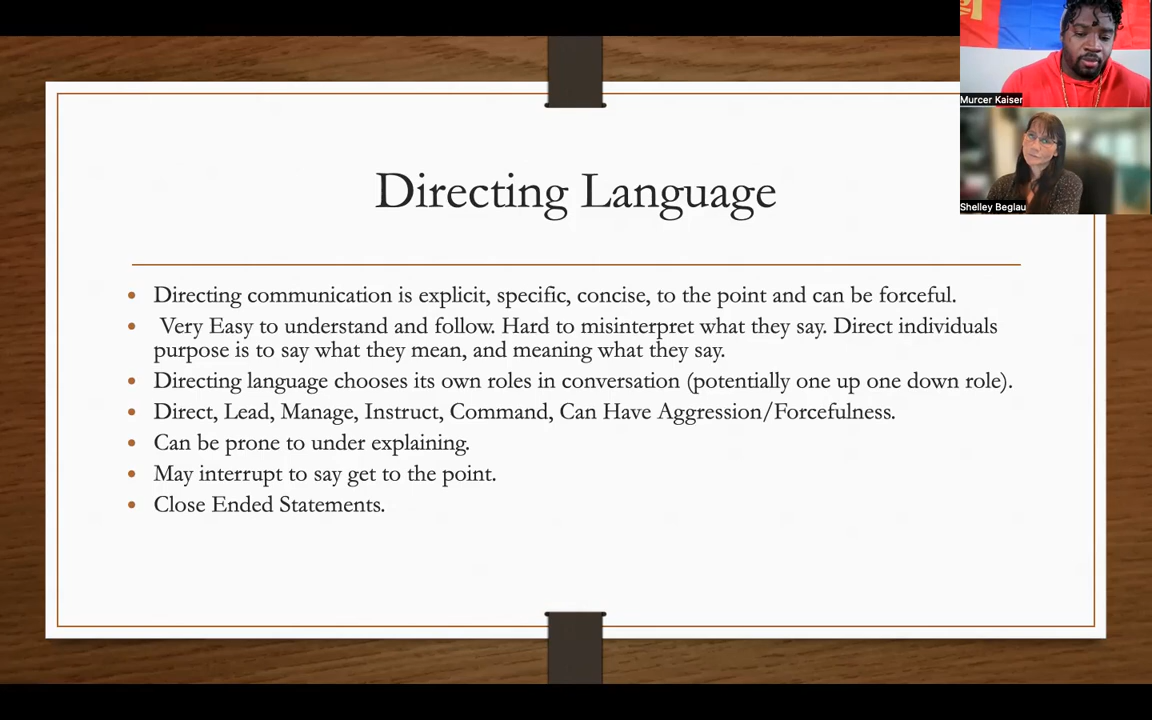 Murcer Kaiser
Shelley Beglau
Directing Language
• Directing communication is explicit, specific, concise, to the point and can be forceful.
• Very Easy to understand and follow. Hard to misinterpret what they say. Direct individuals
purpose is to say what they mean, and meaning what they say.
• Directing language chooses its own roles in conversation (potentially one up one down role).
• Direct, Lead, Manage, Instruct, Command, Can Have Aggression/Forcefulness.
• Can be prone to under explaining.
• May interrupt to say get to the point.
• Close Ended Statements.